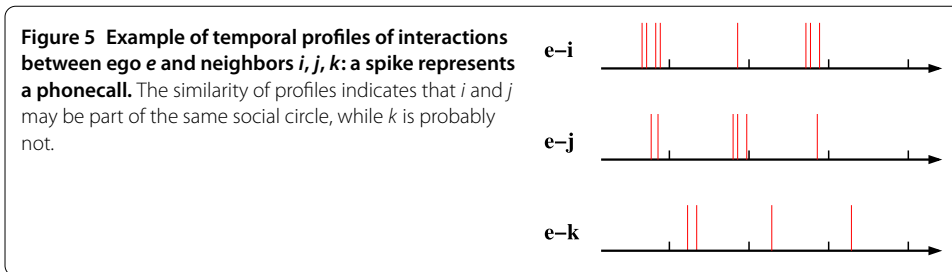 Figure 5 Example of temporal profiles of interactions
between ego e and neighbors i, j, k: a spike represents
a phonecall. The similarity of profiles indicates that i and j
may be part of the same social circle, while k is probably
not.
e–i
e–j
e–k